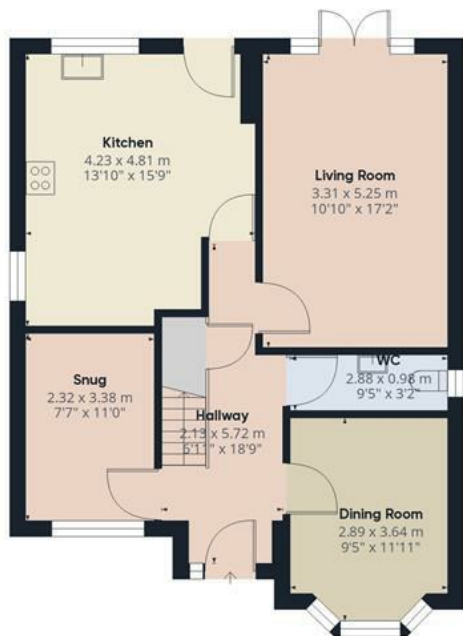 Kitchen
4.23 x 4.81 m
13'10" x 15'9"
Living Room
3.31 x 5.25 m
10'10" x 17'2"
WC
2.88 x 0.98 m
9'5" x 3'2"
Snug
2.32 x 3.38 m
7'7" x 11'0"
Hallway
2.13 x 5.72 m
6'11" x 18'9"
Dining Room
2.89 x 3.64 m
9'5" x 11'11"